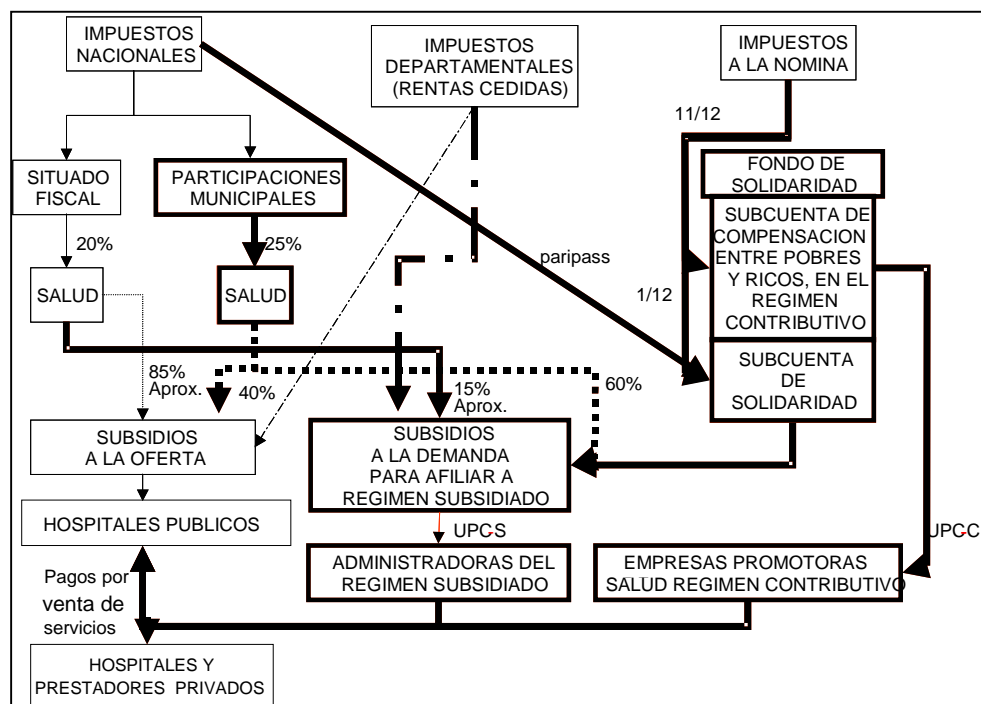 IMPUESTOS
NACIONALES
IMPUESTOS
DEPARTAMENTALES
(RENTAS CEDIDAS)
IMPUESTOS
A LA NOMINA
11/12
FONDO DE
SOLIDARIDAD
SITUADO
FISCAL
PARTICIPACIONES
MUNICIPALES
SUBCUENTA DE
COMPENSACION
ENTRE POBRES
Y RICOS, EN EL
REGIMEN
CONTRIBUTIVO
20%
25%
paripass
1/12
SALUD
SALUD
SUBCUENTA
DE
SOLIDARIDAD
85%
Aprox.
40%
15%
Aprox.
60%
SUBSIDIOS
A LA OFERTA
SUBSIDIOS
A LA DEMANDA
PARA AFILIAR A
REGIMEN SUBSIDIADO
HOSPITALES PUBLICOS
UPC-S
UPC-C
ADMINISTRADORAS DEL
REGIMEN SUBSIDIADO
EMPRESAS PROMOTORAS
SALUD REGIMEN CONTRIBUTIVO
Pagos por
venta de
servicios
HOSPITALES Y
PRESTADORES PRIVADOS